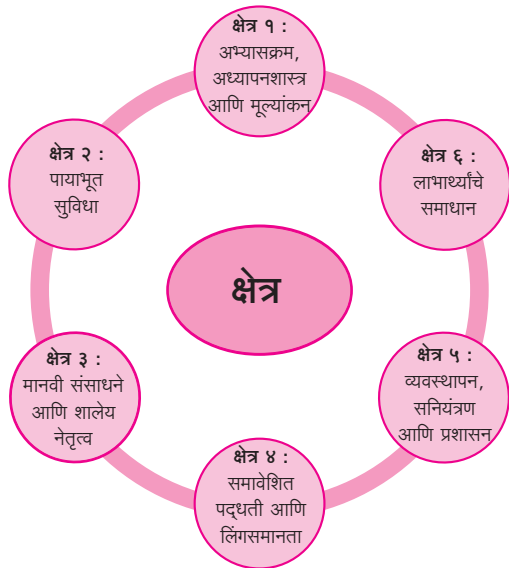 क्षेत्र १ :
अभ्यासक्रम,
अध्यापनशास्त्र
आणि मूल्यांकन
क्षेत्र २ :
पायाभूत
सुविधा
क्षेत्र ३ :
मानवी संसाधने
आणि शालेय
नेतृत्व
क्षेत्र ४ :
समावेशित
पद्धती आणि
लिंगसमानता
क्षेत्र ५ :
व्यवस्थापन,
सनियंत्रण
आणि प्रशासन
क्षेत्र ६ :
लाभार्थ्यांचे
समाधान
क्षेत्र